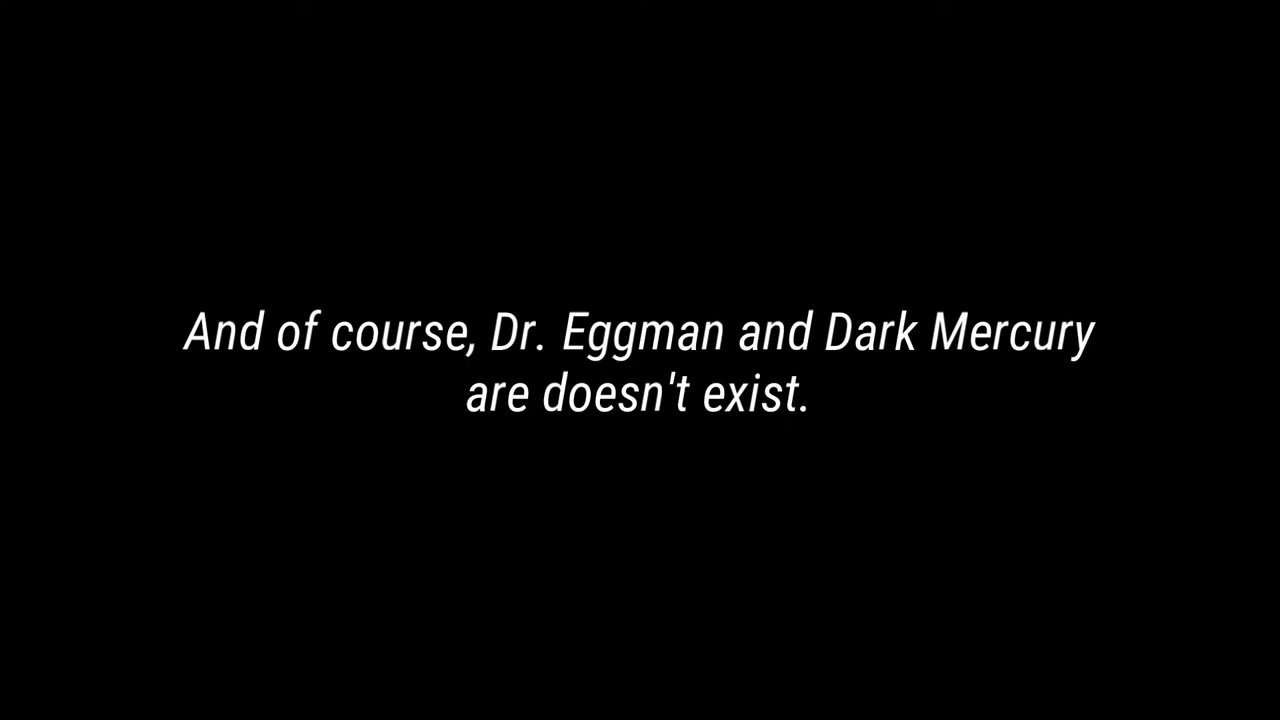 And of course, Dr. Eggman and Dark Mercury
are doesn't exist.